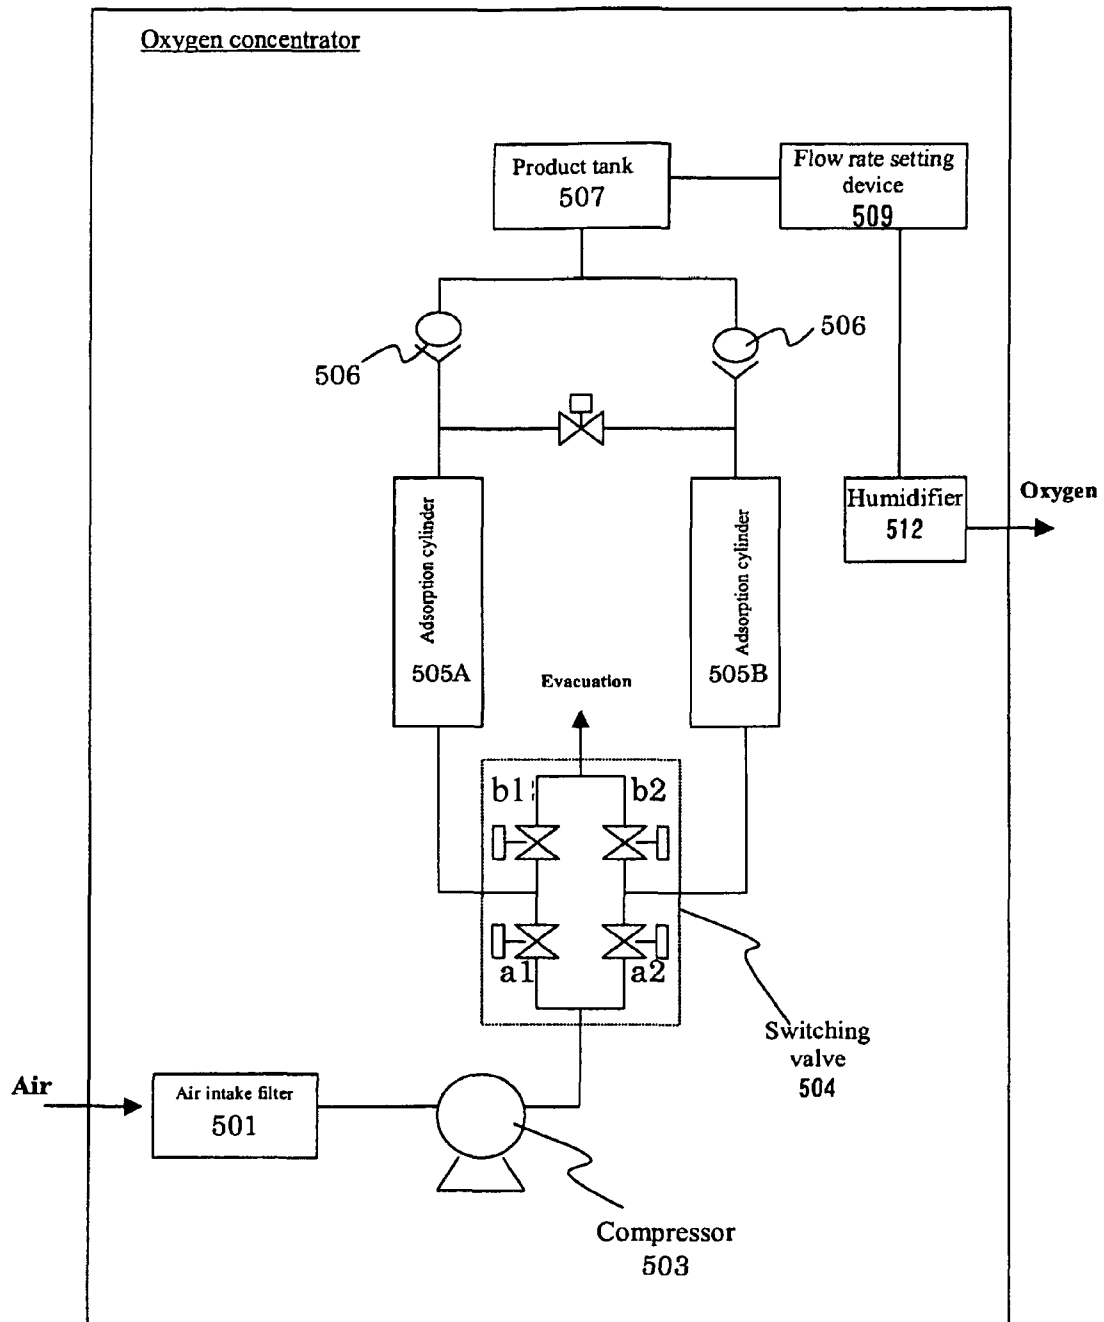 Oxygen concentrator
Product tank
507
Flow rate setting
device
509
506
506
Adsorption cylinder
505A
Adsorption cylinder
505B
Humidifier
512
Oxygen
Evacuation
b1
b2
a1
a2
Switching
valve
504
Air
Air intake filter
501
Compressor
503